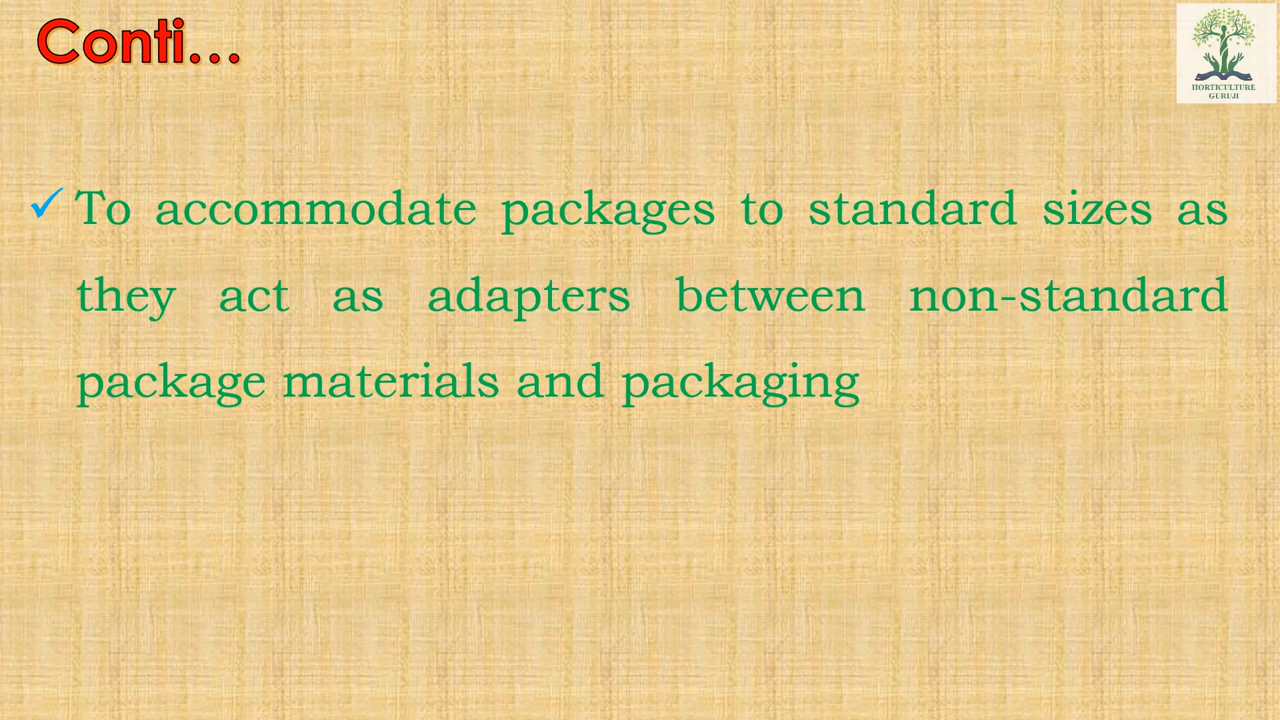 Conti...
HORTICULTURE
GURUJI
✓ To accommodate packages to standard sizes as
they act as adapters between non-standard
package materials and packaging